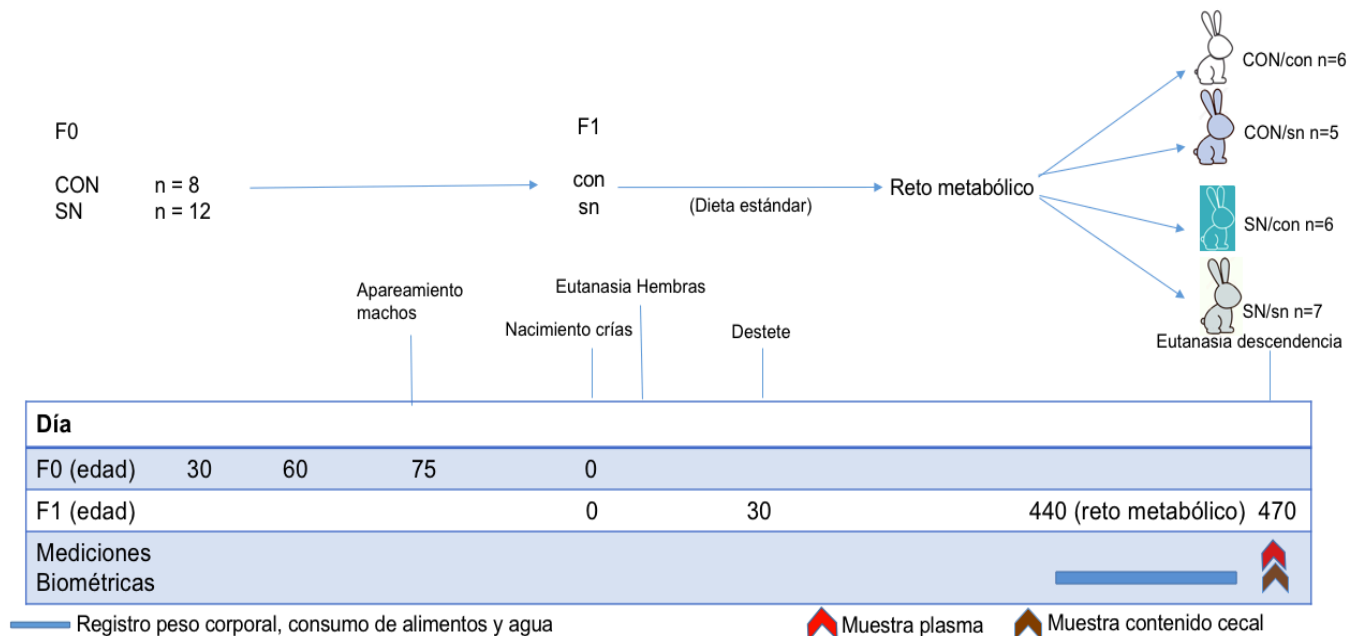 F0
CON n = 8
SN n = 12
F1
con
sn
(Dieta estándar)
Reto metabólico
CON/con n=6
CON/sn n=5
SN/con n=6
SN/sn n=7
Apareamiento
machos
Eutanasia Hembras
Nacimiento crías
Destete
Eutanasia descendencia
Día
F0 (edad) 30 60 75 0
F1 (edad) 0 30 440 (reto metabólico) 470
Mediciones
Biométricas
Registro peso corporal, consumo de alimentos y agua
Muestra plasma
Muestra contenido cecal